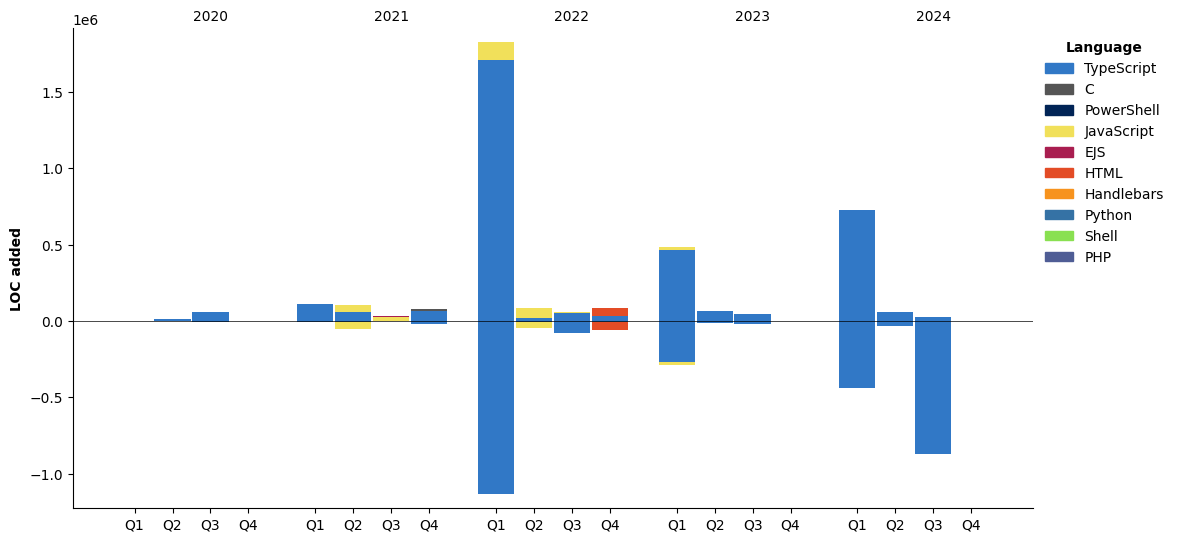 1e6
2020 2021 2022 2023 2024
Language
TypeScript
C
PowerShell
JavaScript
EJS
HTML
Handlebars
Python
Shell
PHP
LOC added
1.5
1.0
0.5
0.0
−0.5
−1.0
Q1 Q2 Q3 Q4 Q1 Q2 Q3 Q4 Q1 Q2 Q3 Q4 Q1 Q2 Q3 Q4 Q1 Q2 Q3 Q4